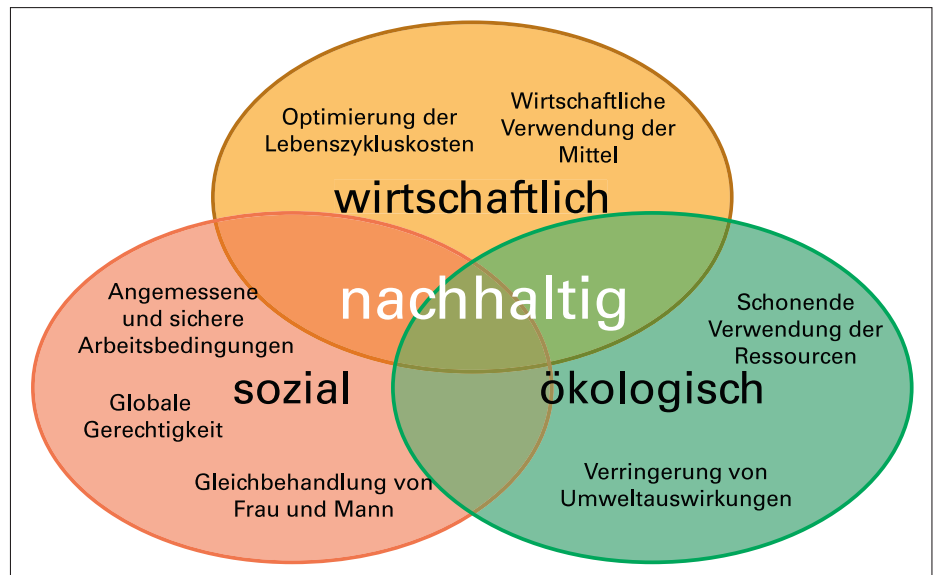 Optimierung der
Lebenszykluskosten
Wirtschaftliche
Verwendung der
Mittel
wirtschaftlich
nachhaltig
Angemessene
und sichere
Arbeitsbedingungen
Schonende
Verwendung der
Ressourcen
sozial
ökologisch
Globale
Gerechtigkeit
Gleichbehandlung von
Frau und Mann
Verringerung von
Umweltauswirkungen